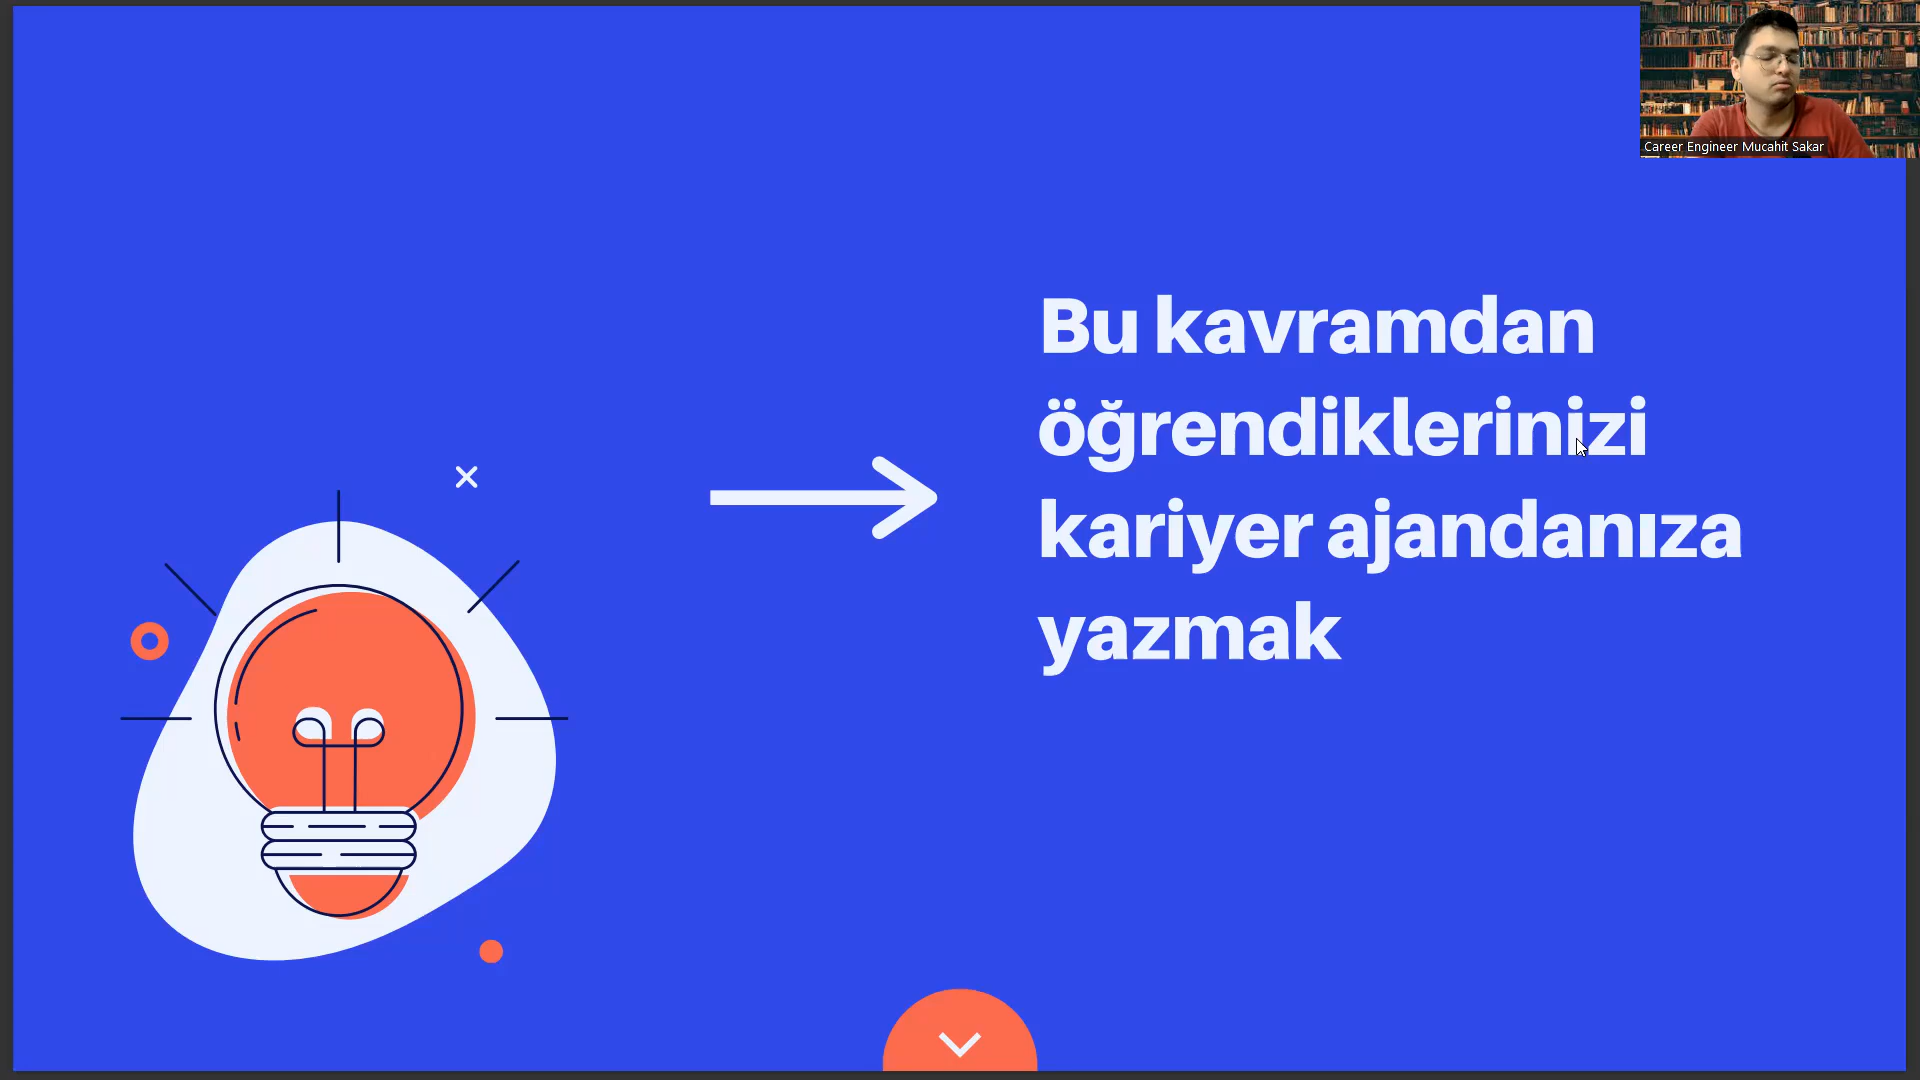 Career Engineer Mucahit Sakar
Bu kavramdan
öğrendiklerinizi
kariyer ajandanıza
yazmak